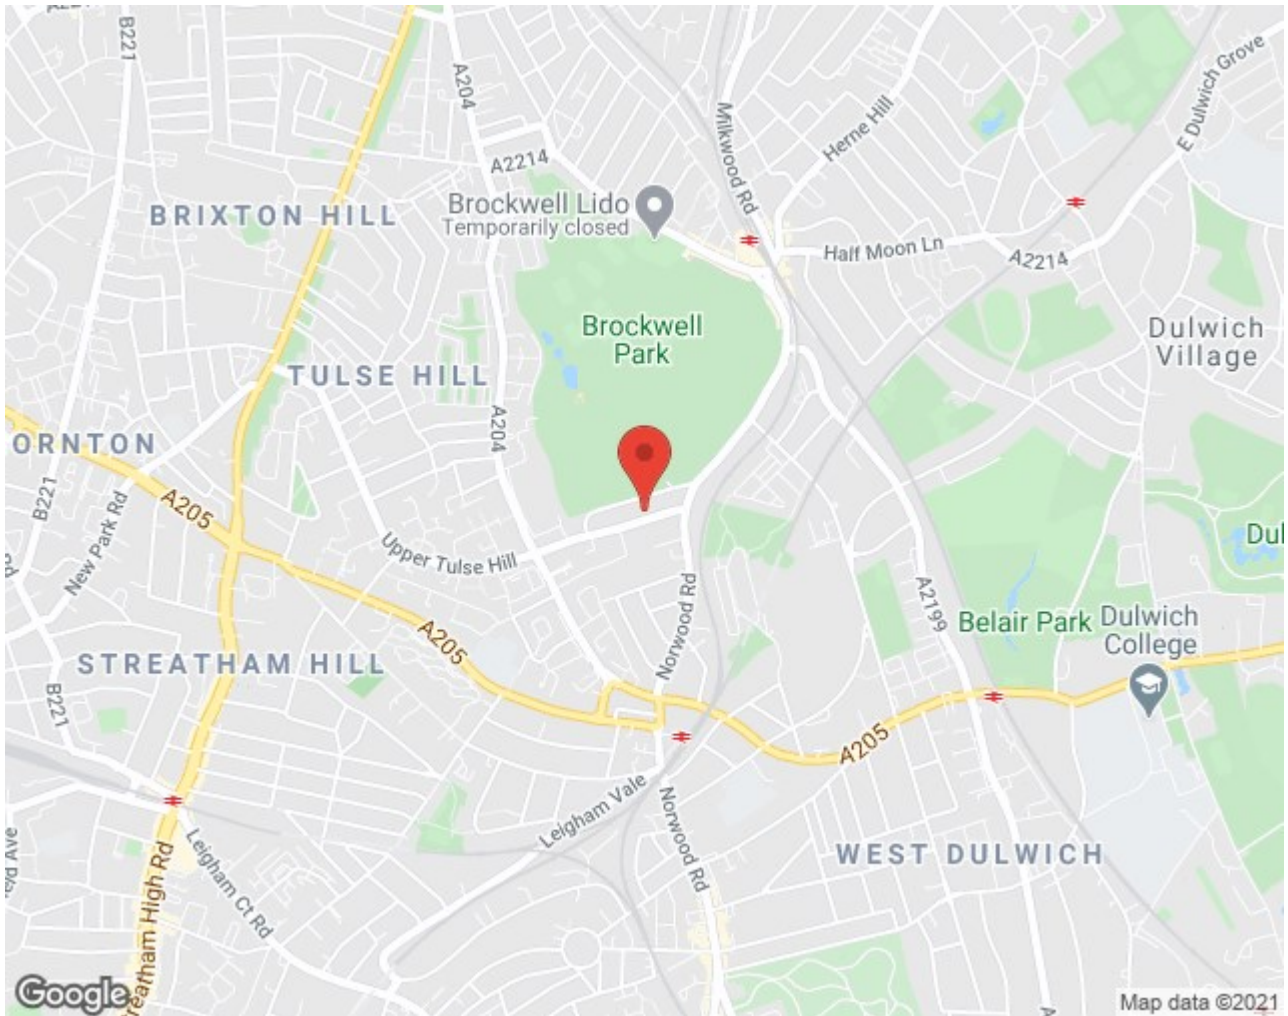 B221
A204
Milkwood Rd
Herne Hill
E Dulwich Grove
A2214
BRIXTON HILL
Brockwell Lido
Temporarily closed
Half Moon Ln
A2214
Brockwell
Park
Dulwich
Village
TULSE HILL
A204
ORNTON
B221
New Park Rd
A205
Upper Tulse Hill
Dul
Norwood Rd
A2199
Belair Park
Dulwich
College
A205
STREATHAM HILL
B221
A205
Leigham Vale
Norwood Rd
WEST DULWICH
Leigham Ct Rd
Streatham High Rd
Google
Map data ©2021